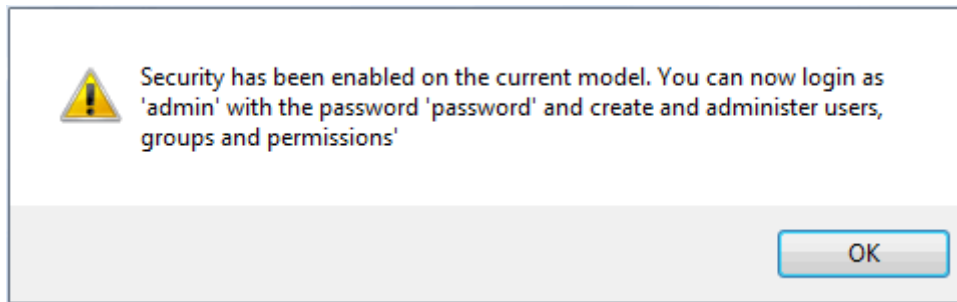 Security has been enabled on the current model. You can now login as
'admin' with the password 'password' and create and administer users,
groups and permissions'
OK